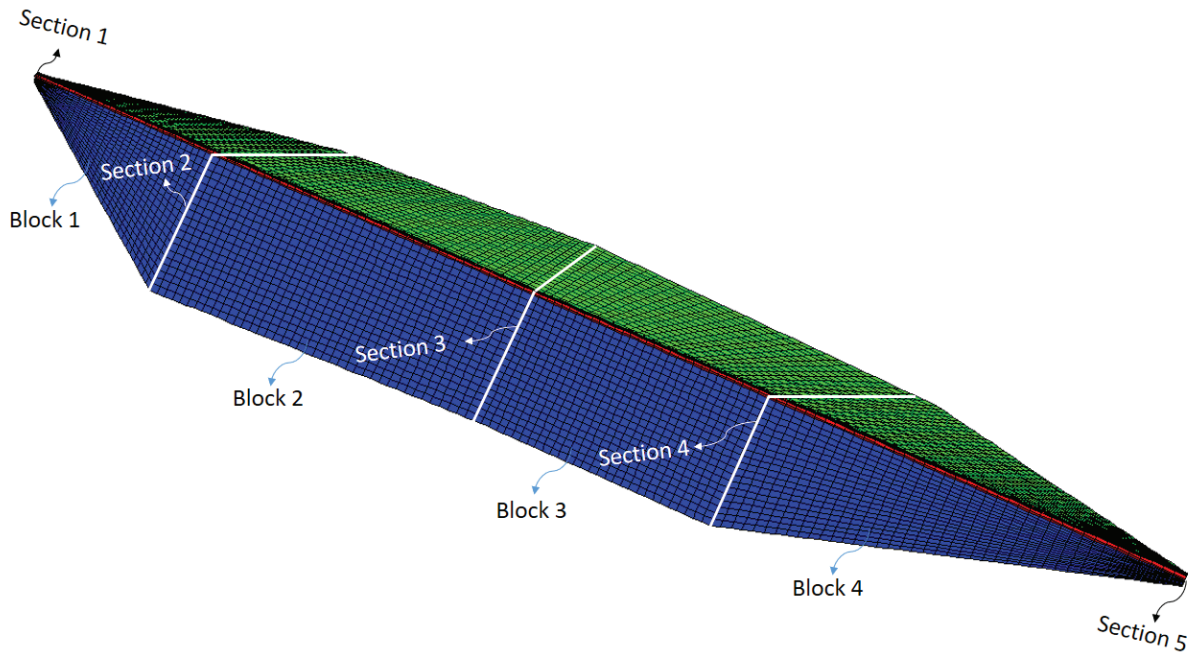 Section 1
Section 2
Block 1
Section 3
Block 2
Section 4
Block 3
Block 4
Section 5